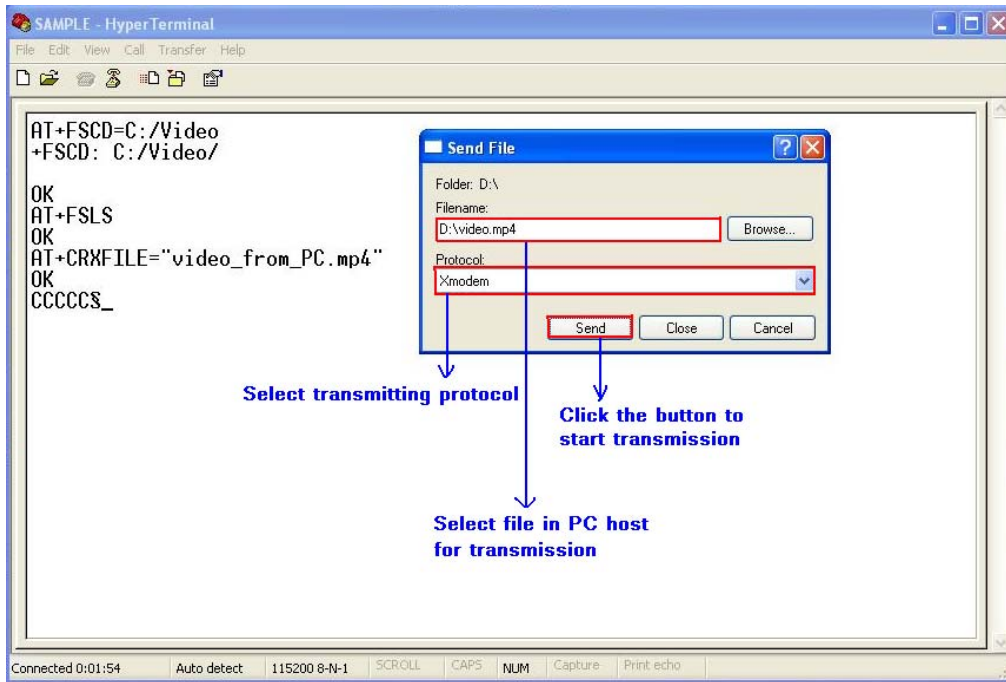 SAMPLE - HyperTerminal
File Edit View Call Transfer Help
AT+FSCD=C:/Video
+FSCD: C:/Video/
OK
AT+FSLS
OK
AT+CRXFILE="video_from_PC.mp4"
OK
CCCCC§_
Send File
Folder: D:\
Filename:
D:\video.mp4
Browse...
Protocol:
Xmodem
Send Close Cancel
Select transmitting protocol
Click the button to
start transmission
Select file in PC host
for transmission
Connected 0:01:54 Auto detect 115200 8-N-1 SCROLL CAPS NUM Capture Print echo